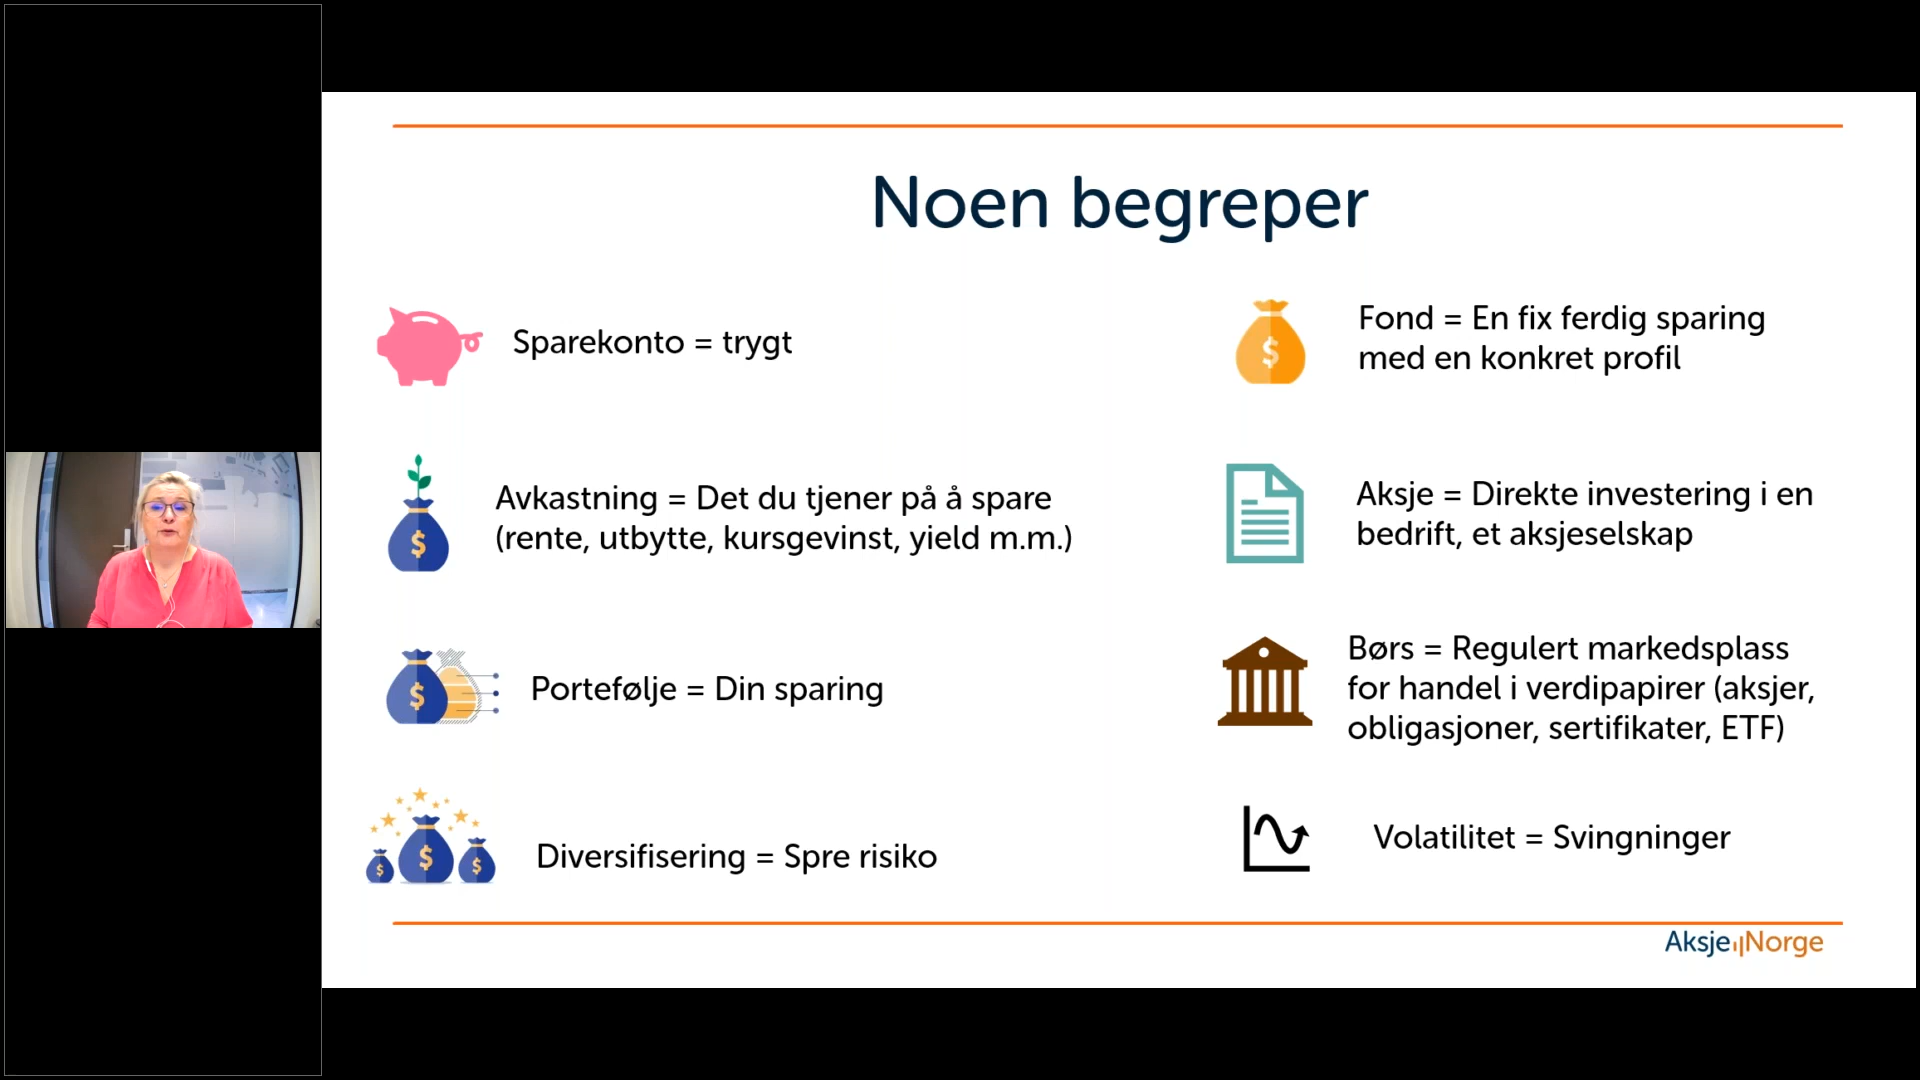 Noen begreper
Sparekonto = trygt
Avkastning = Det du tjener på å spare
(rente, utbytte, kursgevinst, yield m.m.)
Portefølje = Din sparing
Diversifisering = Spre risiko
Fond = En fix ferdig sparing
med en konkret profil
Aksje = Direkte investering i en
bedrift, et aksjeselskap
Børs = Regulert markedsplass
for handel i verdipapirer (aksjer,
obligasjoner, sertifikater, ETF)
Volatilitet = Svingninger
AksjeNorge